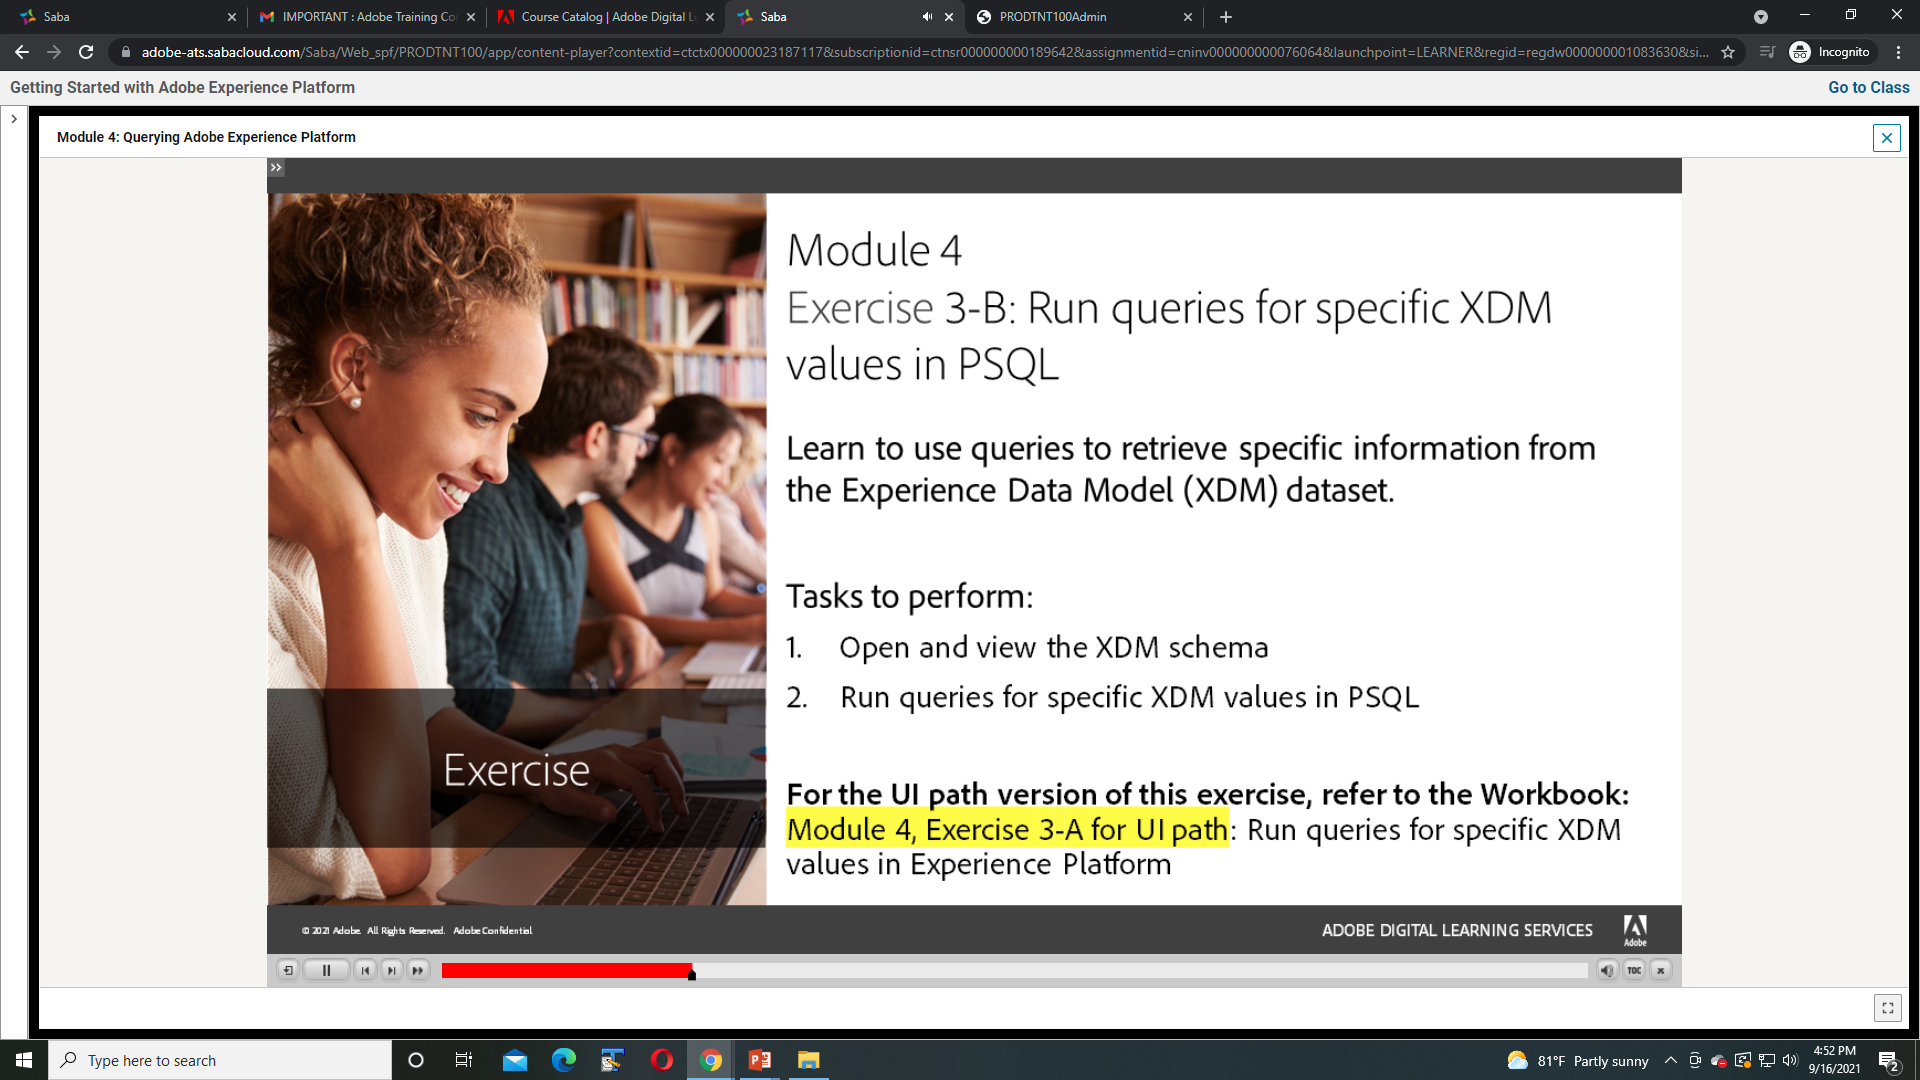 Saba
IMPORTANT : Adobe Training Co
Course Catalog | Adobe Digital L
Saba
PRODTNT100Admin
adobe-ats.sabacloud.com/Saba/Web_spf/PRODTNT100/app/content-player?contextid=ctctx000000023187117&subscriptionid=ctnsr000000000189642&assignmentid=cninv000000000076064&launchpoint=LEARNER&regid=regdw000000001083630&si...
Incognito
Getting Started with Adobe Experience Platform
Go to Class
Module 4: Querying Adobe Experience Platform
Module 4
Exercise 3-B: Run queries for specific XDM
values in PSQL
Learn to use queries to retrieve specific information from
the Experience Data Model (XDM) dataset.
Tasks to perform:
1. Open and view the XDM schema
2. Run queries for specific XDM values in PSQL
Exercise
For the UI path version of this exercise, refer to the Workbook:
Module 4, Exercise 3-A for UI path: Run queries for specific XDM
values in Experience Platform
© 2021 Adobe. All Rights Reserved. Adobe Confidential
ADOBE DIGITAL LEARNING SERVICES
Adobe
TOC
Type here to search
81°F Partly sunny
4:52 PM
9/16/2021
2